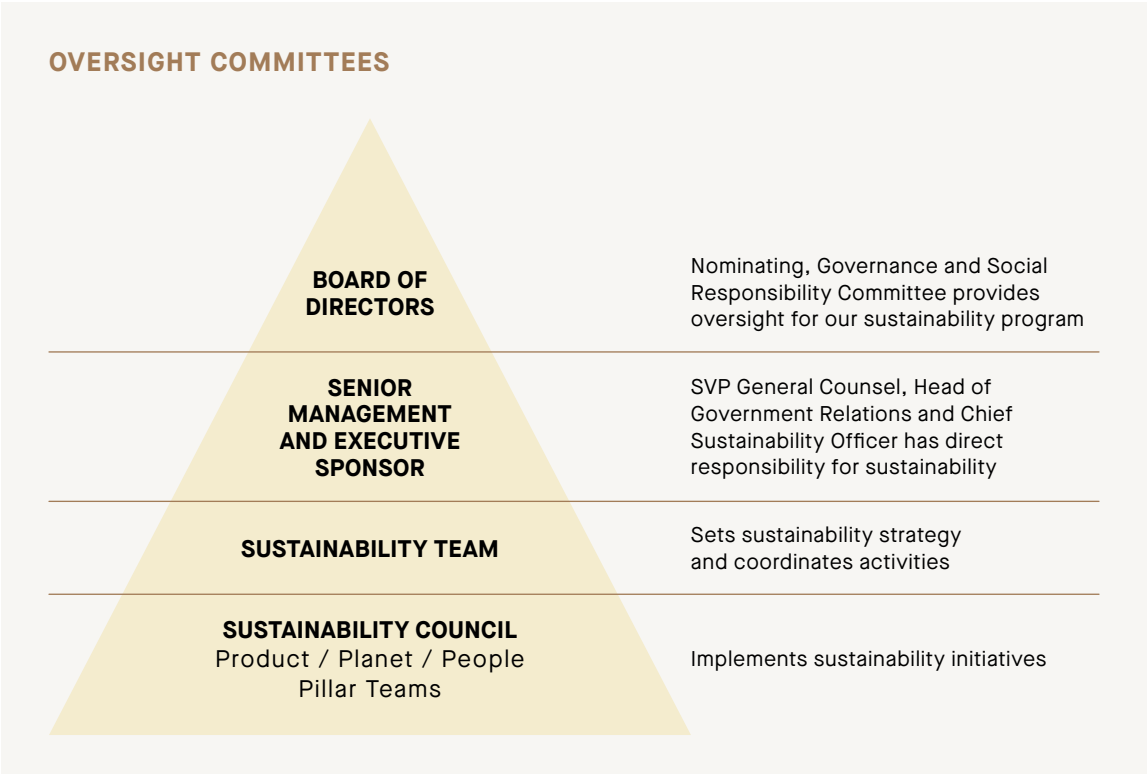 OVERSIGHT COMMITTEES
BOARD OF
DIRECTORS
Nominating, Governance and Social
Responsibility Committee provides
oversight for our sustainability program
SENIOR
MANAGEMENT
AND EXECUTIVE
SPONSOR
SVP General Counsel, Head of
Government Relations and Chief
Sustainability Officer has direct
responsibility for sustainability
SUSTAINABILITY TEAM
Sets sustainability strategy
and coordinates activities
SUSTAINABILITY COUNCIL
Product / Planet / People
Pillar Teams
Implements sustainability initiatives